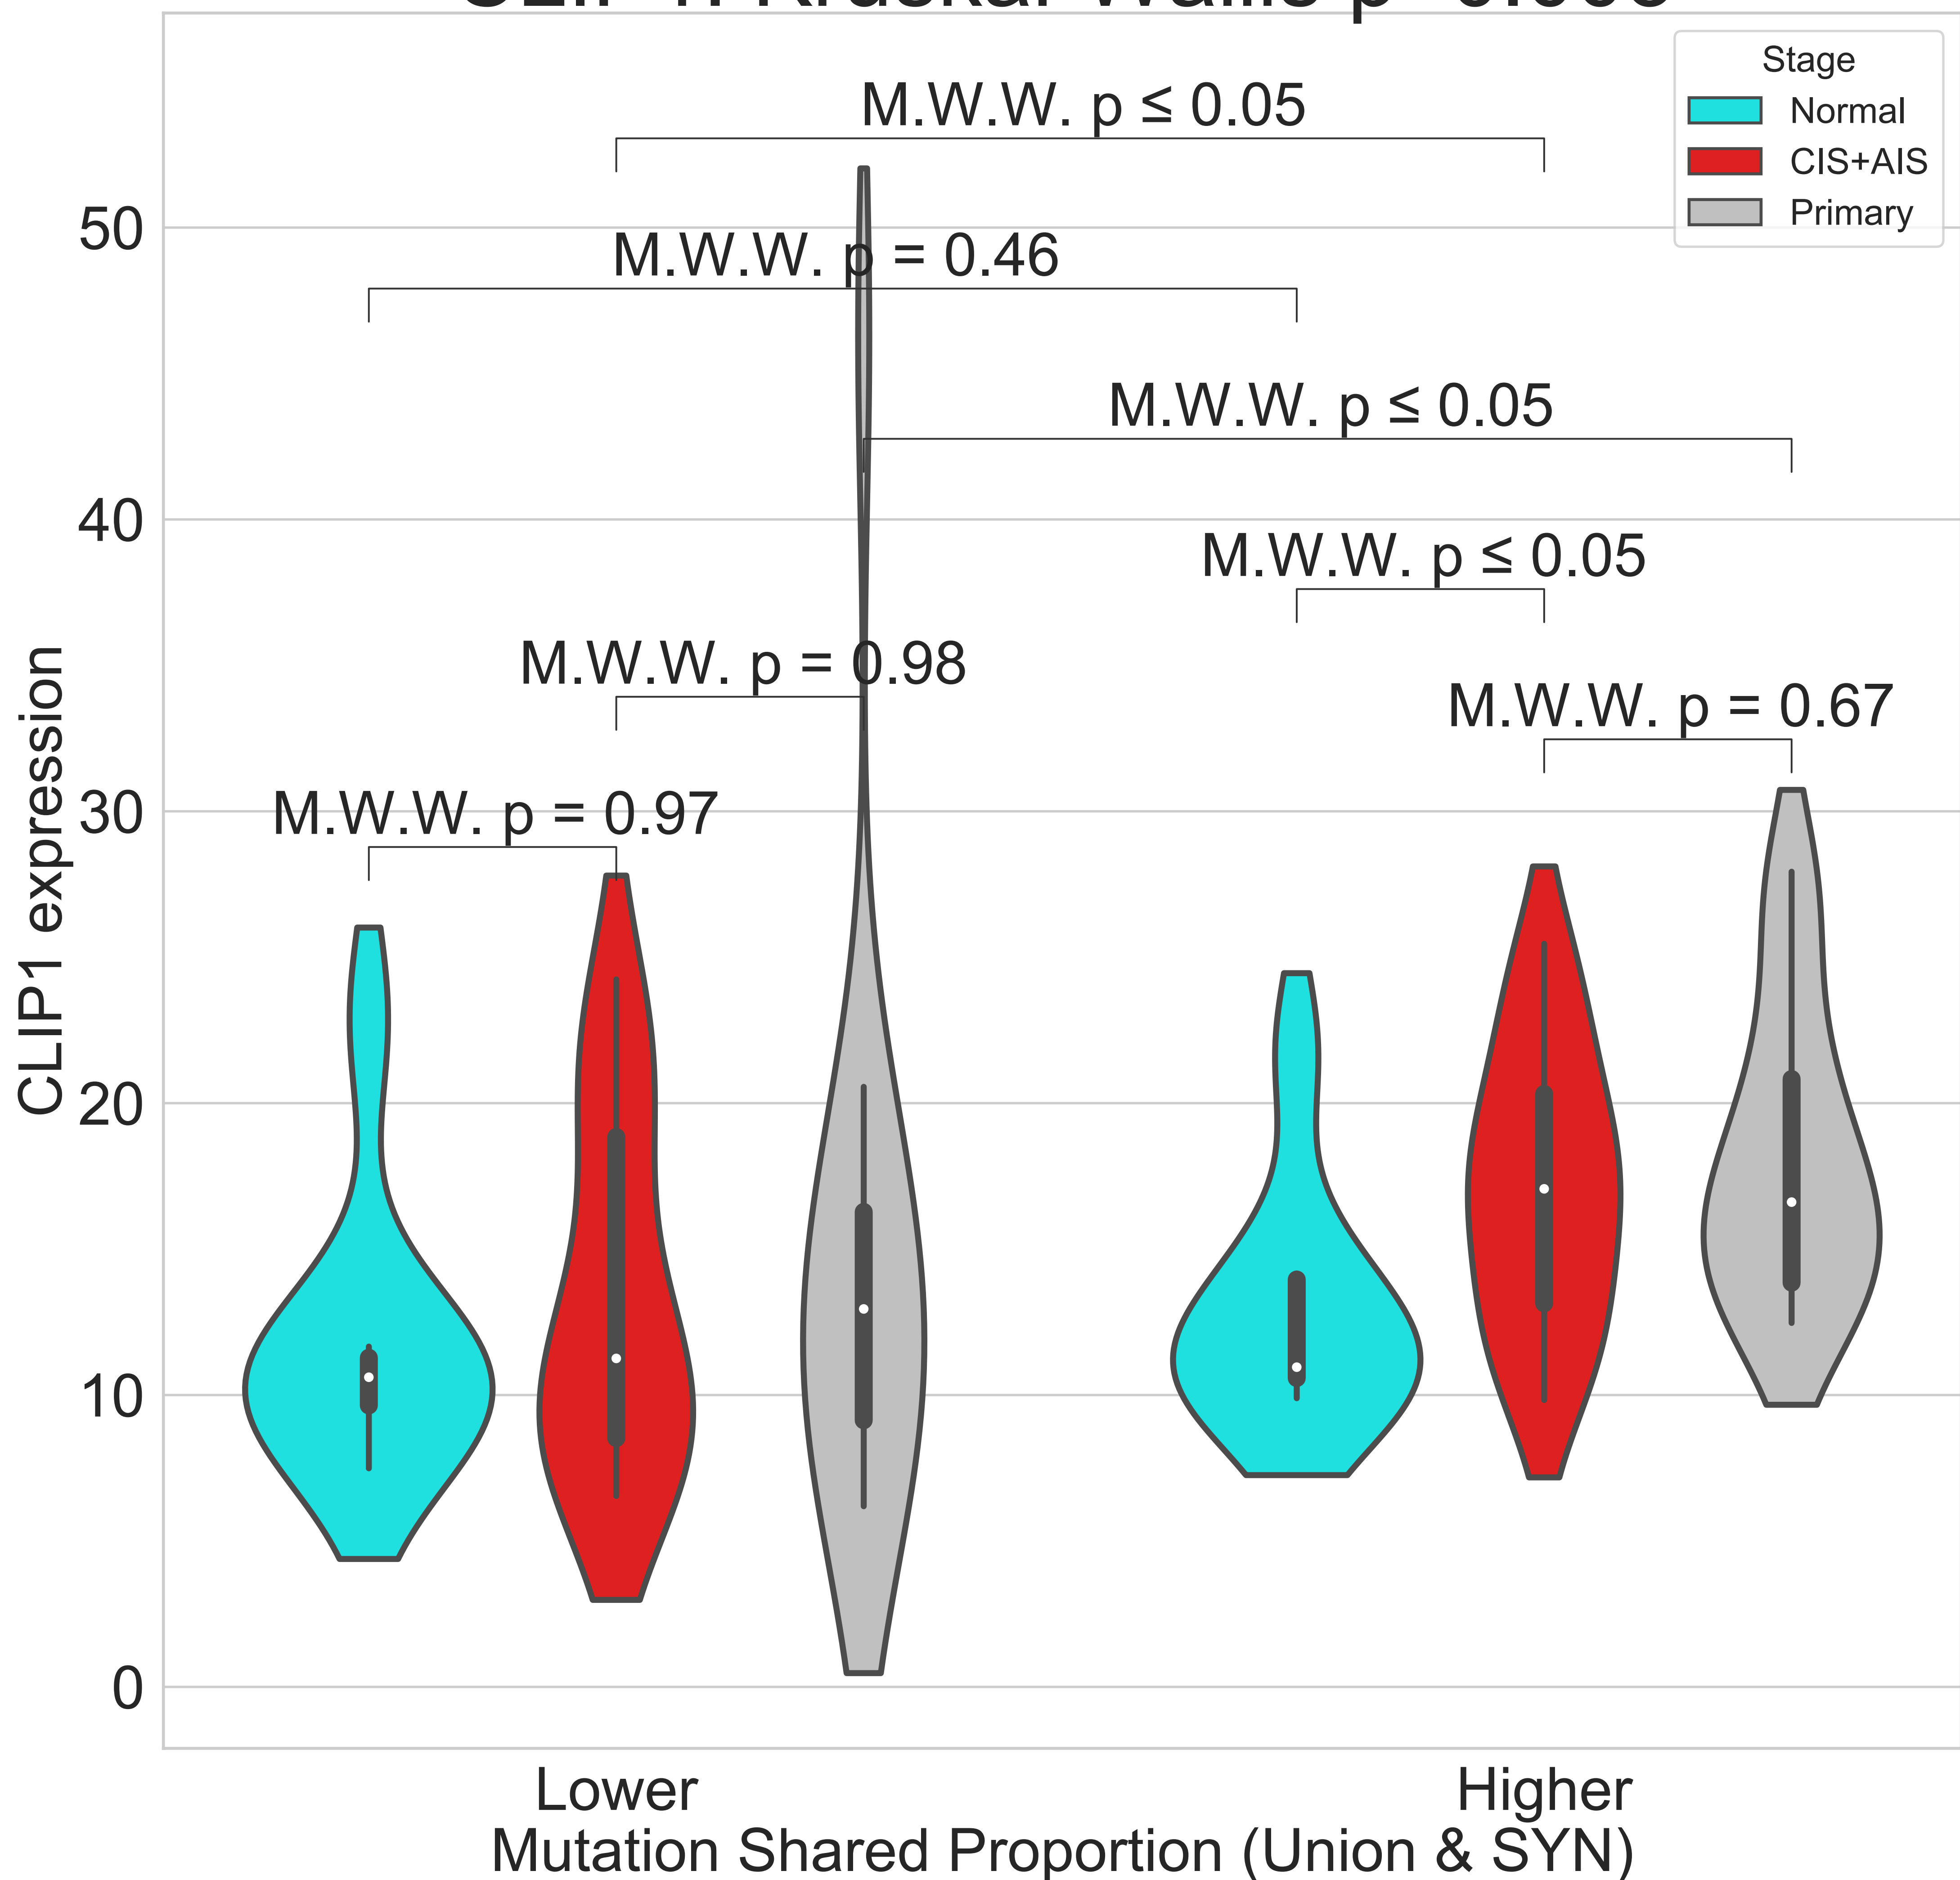 Stage
Normal
CIS+AIS
Primary
M.W.W. p ≤ 0.05
M.W.W. p = 0.46
M.W.W. p ≤ 0.05
M.W.W. p ≤ 0.05
M.W.W. p = 0.98
M.W.W. p = 0.67
M.W.W. p = 0.97
CLIP1 expression
50
40
30
20
10
0
Lower
Higher
Mutation Shared Proportion (Union & SYN)